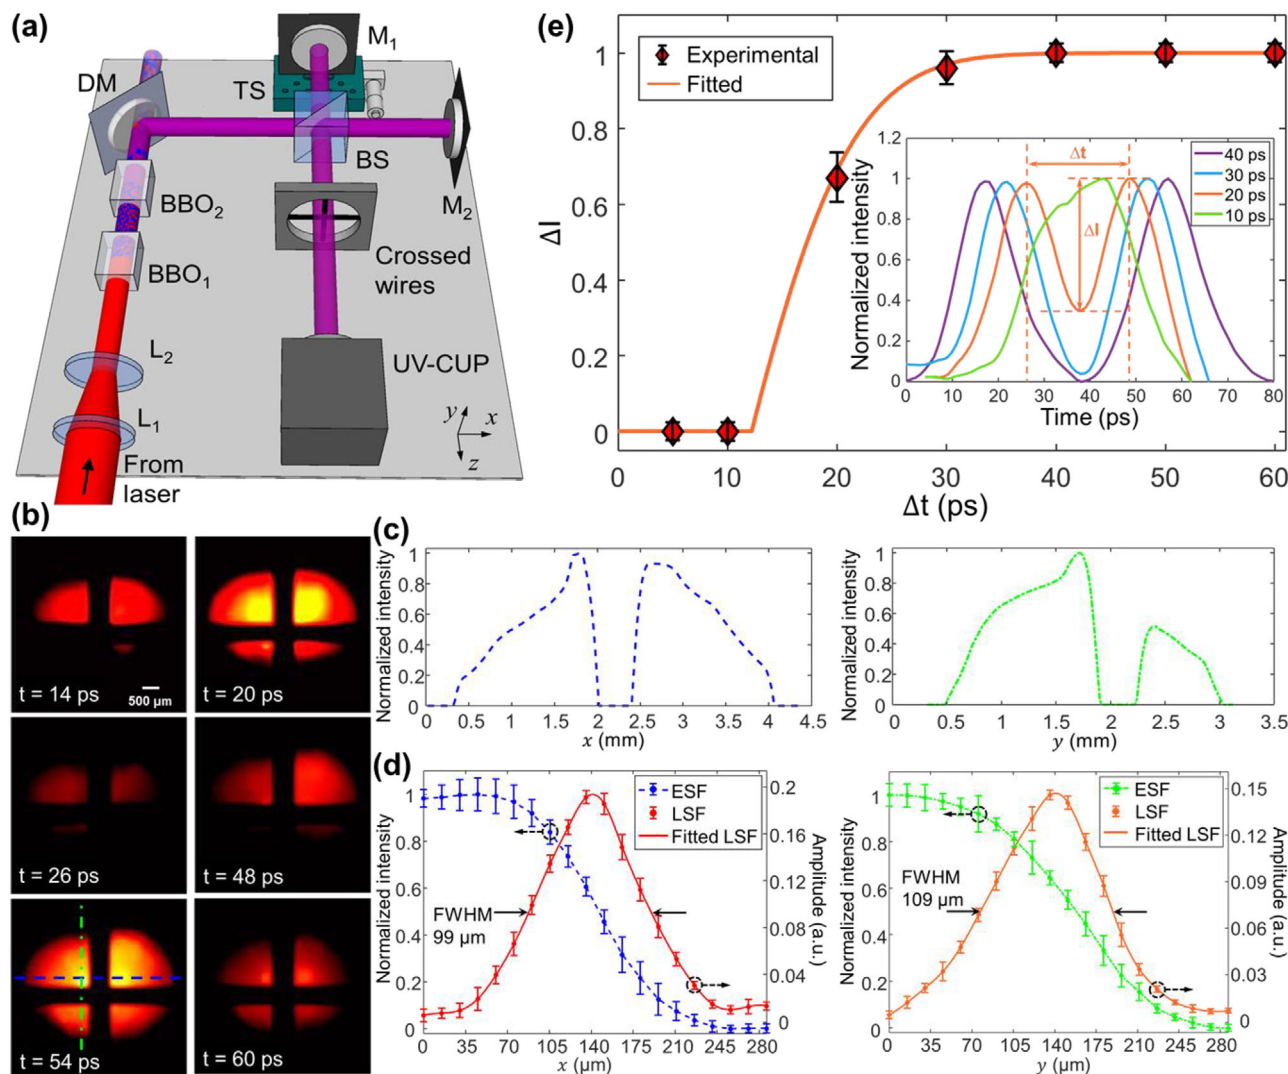 (a)
M1
DM
TS
BS
M2
BBO2
BBO1
Crossed
wires
L2
UV-CUP
L1
From
laser
y
x
z
(e)
Experimental
Fitted
ΔI
1
0.8
0.6
0.4
0.2
0
0 10 20 30 40 50 60
Δt (ps)
Normalized intensity
1.2
1.0
0.8
0.6
0.4
0.2
0
0 10 20 30 40 50 60 70 80
Time (ps)
Δt
ΔI
40 ps
30 ps
20 ps
10 ps
(b)
t = 14 ps
500 μm
t = 20 ps
t = 26 ps
t = 48 ps
t = 54 ps
t = 60 ps
(c)
Normalized intensity
1
0.8
0.6
0.4
0.2
0
0 0.5 1 1.5 2 2.5 3 3.5 4 4.5
x (mm)
Normalized intensity
1
0.8
0.6
0.4
0.2
0
0 0.5 1 1.5 2 2.5 3 3.5
y (mm)
(d)
Normalized intensity
1
0.8
0.6
0.4
0.2
0
0 35 70 105 140 175 210 245 280
x (μm)
ESF
LSF
Fitted LSF
FWHM
99 μm
0.2
0.16
0.12
0.08
0.04
0
Amplitude (a.u.)
Normalized intensity
1
0.8
0.6
0.4
0.2
0
0 35 70 105 140 175 210 245 280
y (μm)
ESF
LSF
Fitted LSF
FWHM
109 μm
0.15
0.12
0.09
0.06
0.03
0
Amplitude (a.u.)